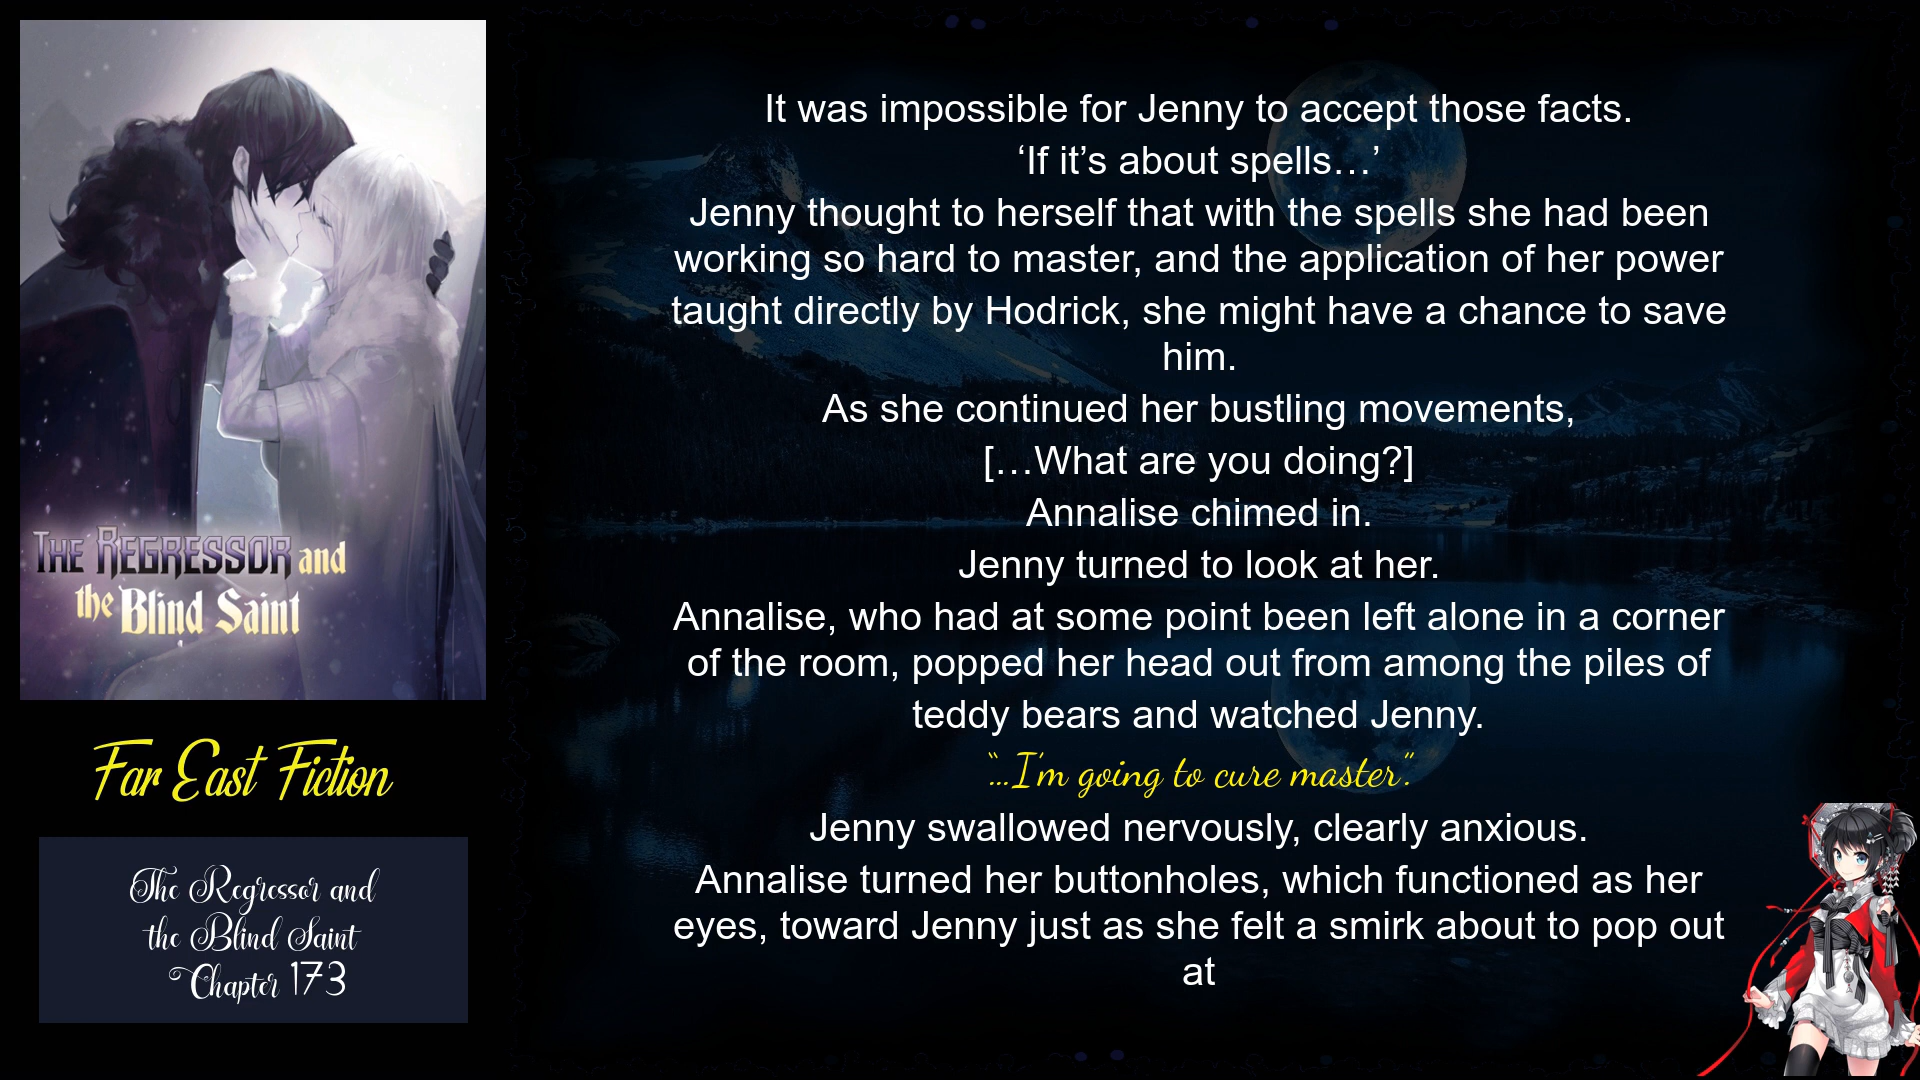 THE REGRESSOR and
the Blind Saint
Far East Fiction
The Regressor and
the Blind Saint
Chapter 173
It was impossible for Jenny to accept those facts.
‘If it’s about spells…’
Jenny thought to herself that with the spells she had been
working so hard to master, and the application of her power
taught directly by Hodrick, she might have a chance to save
him.
As she continued her bustling movements,
[…What are you doing?]
Annalise chimed in.
Jenny turned to look at her.
Annalise, who had at some point been left alone in a corner
of the room, popped her head out from among the piles of
teddy bears and watched Jenny.
“…I’m going to cure master”.
Jenny swallowed nervously, clearly anxious.
Annalise turned her buttonholes, which functioned as her
eyes, toward Jenny just as she felt a smirk about to pop out
at